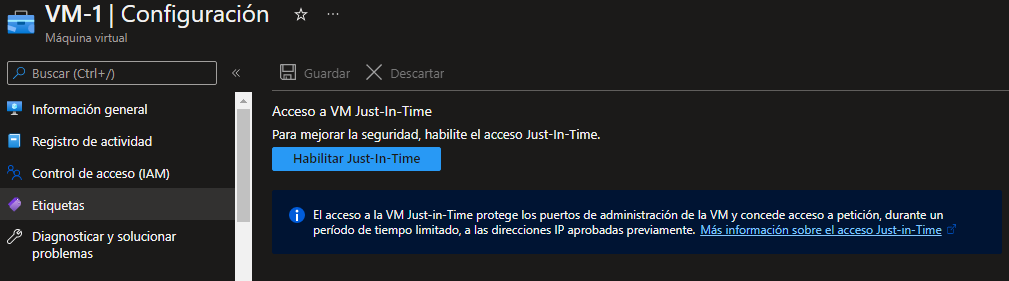 VM-1 | Configuración
Máquina virtual
Buscar (Ctrl+/)
Información general
Registro de actividad
Control de acceso (IAM)
Etiquetas
Diagnosticar y solucionar
problemas
Guardar
Descartar
Acceso a VM Just-In-Time
Para mejorar la seguridad, habilite el acceso Just-In-Time.
Habilitar Just-In-Time
El acceso a la VM Just-in-Time protege los puertos de administración de la VM y concede acceso a petición, durante un
período de tiempo limitado, a las direcciones IP aprobadas previamente. Más información sobre el acceso Just-in-Time